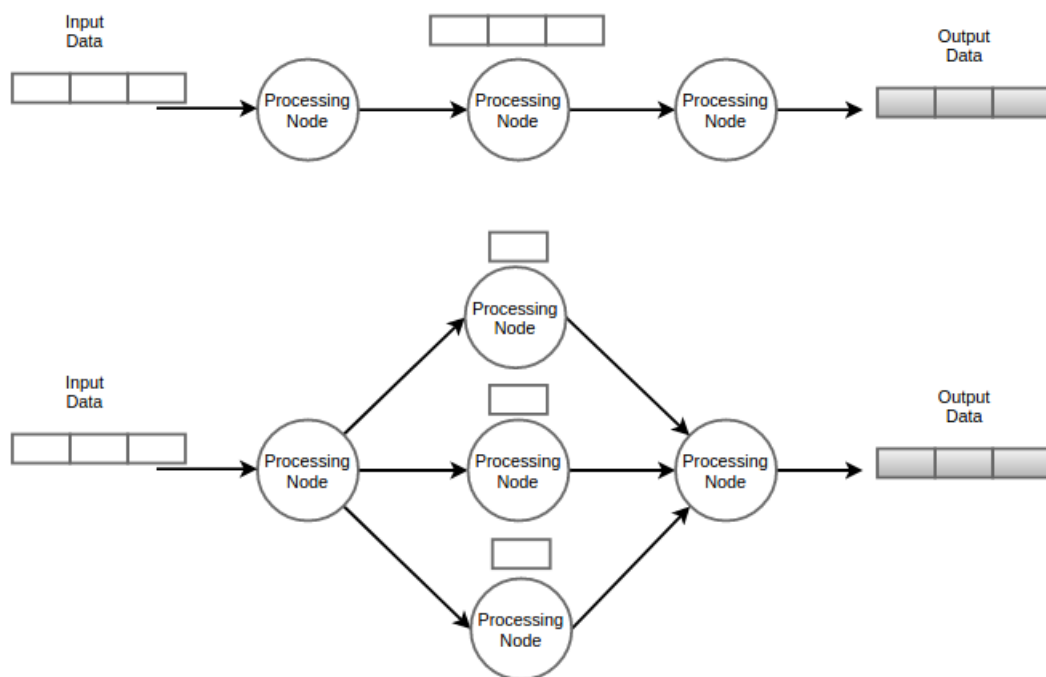 Input
Data
Output
Data
Processing
Node
Processing
Node
Processing
Node
Processing
Node
Input
Data
Output
Data
Processing
Node
Processing
Node
Processing
Node
Processing
Node